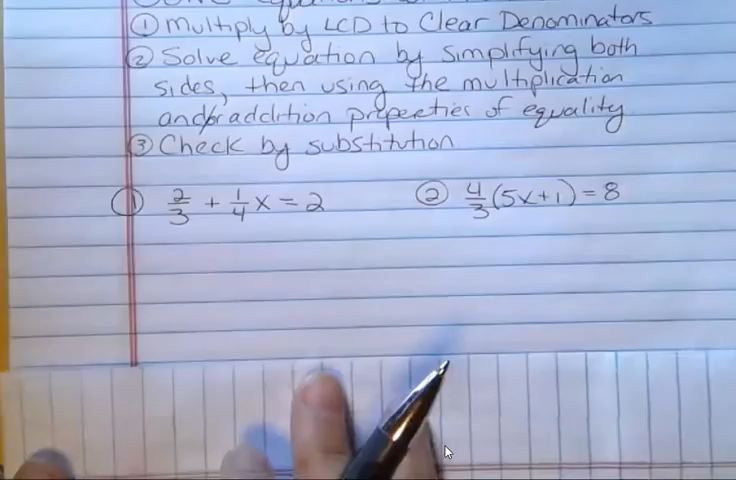 ① Multiply by LCD to Clear Denominators
② Solve equation by simplifying both
sides, then using the multiplication
and/or addition properties of equality
③ Check by substitution
① 2/3 + 1/4 x = 2 ② 4/3 (5x+1) = 8